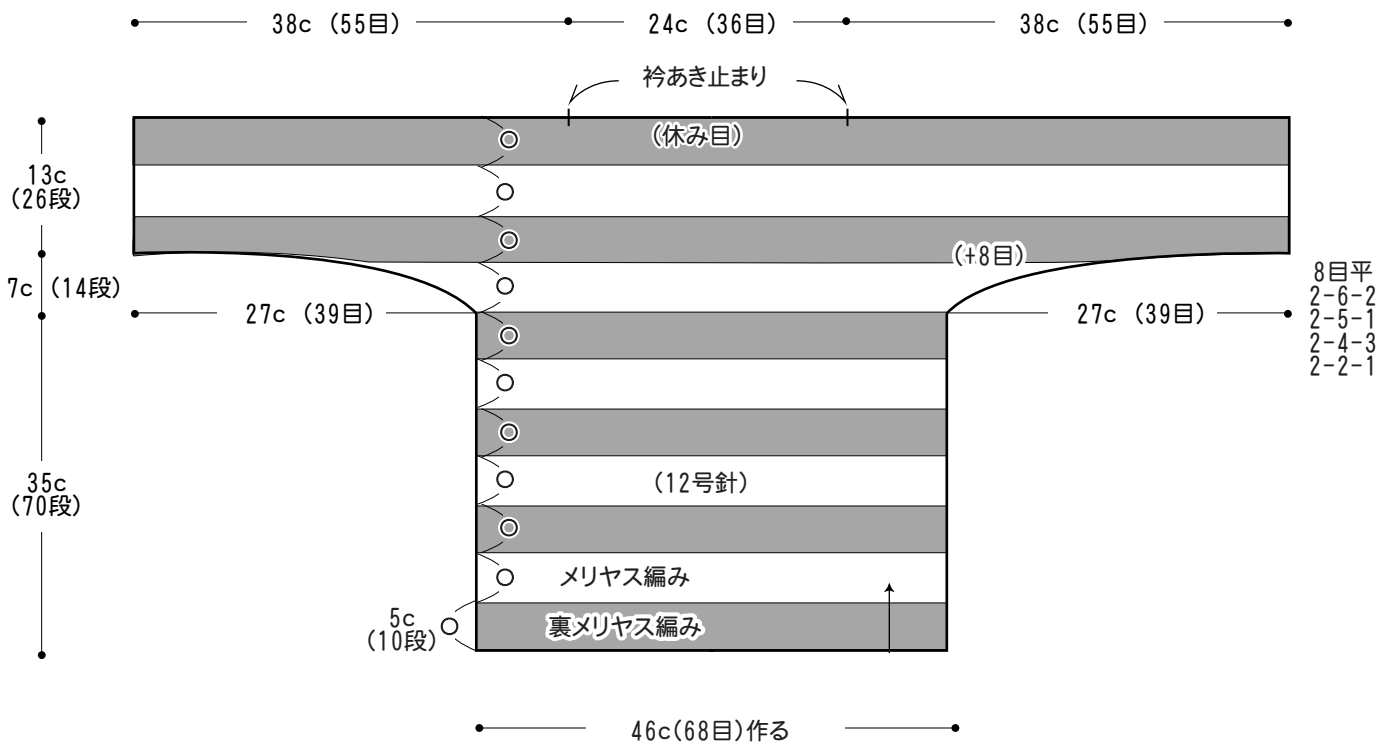 38c (55目)
24c (36目)
38c (55目)
衿あき止まり
(休み目)
13c
(26段)
(+8目)
7c (14段)
27c (39目)
27c (39目)
8目平
2-6-2
2-5-1
2-4-3
2-2-1
35c
(70段)
(12号針)
メリヤス編み
5c
(10段)
裏メリヤス編み
46c(68目)作る